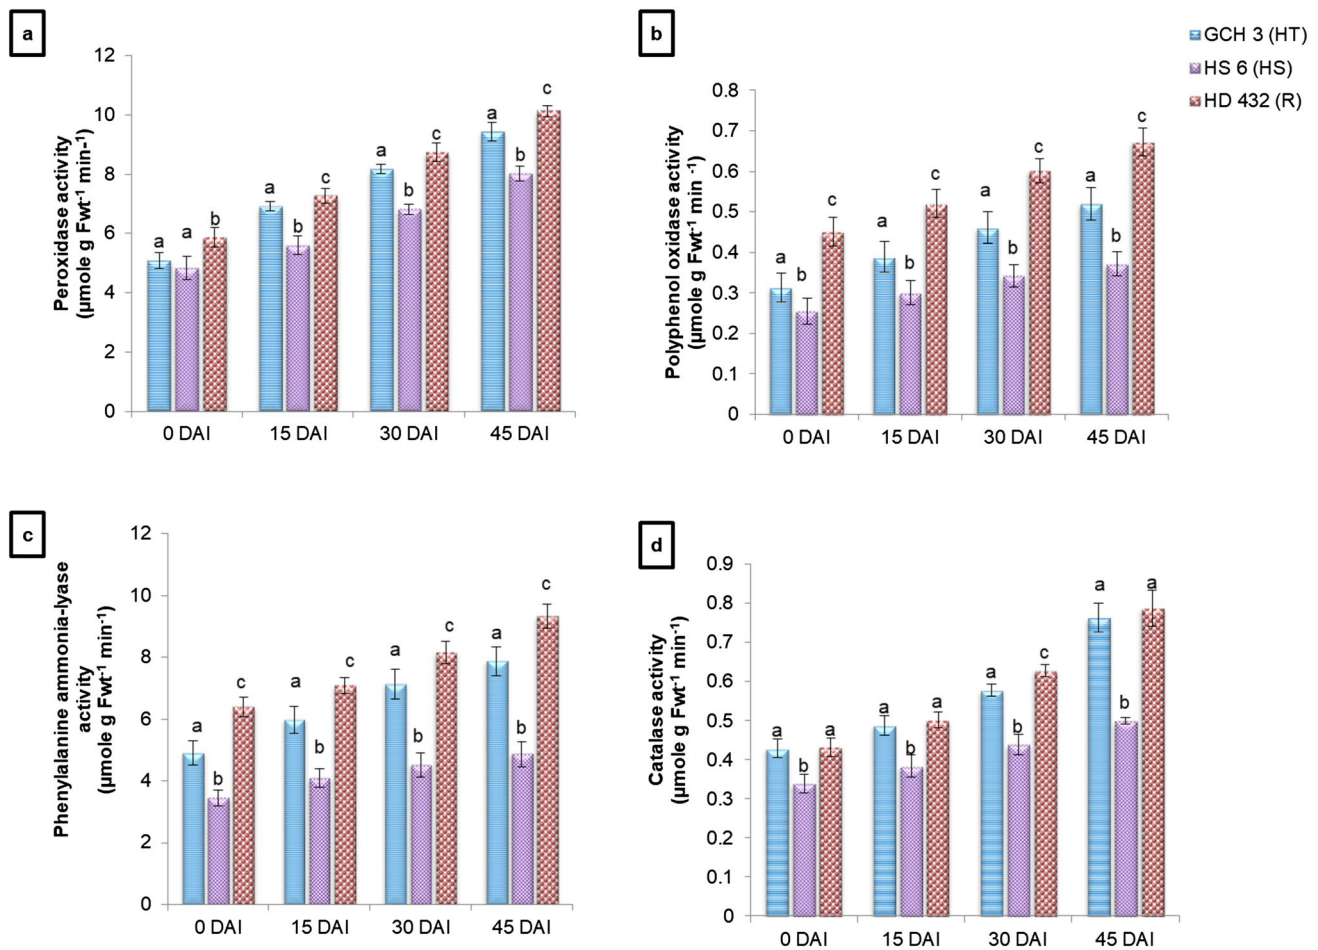 a
12
10
8
6
4
2
0
Peroxidase activity
(µmole g Fwt-1 min-1)
a a b
a b c
a b c
a b c
0 DAI 15 DAI 30 DAI 45 DAI
b
GCH 3 (HT)
HS 6 (HS)
HD 432 (R)
0.8
0.7
0.6
0.5
0.4
0.3
0.2
0.1
0
Polyphenol oxidase activity
(µmole g Fwt-1 min -1)
a b c
a b c
a b c
a b c
0 DAI 15 DAI 30 DAI 45 DAI
c
12
10
8
6
4
2
0
Phenylalanine ammonia-lyase
activity
(µmole g Fwt-1 min-1)
a b c
a b c
a b c
a b c
0 DAI 15 DAI 30 DAI 45 DAI
d
0.9
0.8
0.7
0.6
0.5
0.4
0.3
0.2
0.1
0
Catalase activity
(µmole g Fwt-1 min-1)
a b a
a b a
a b c
a b a
0 DAI 15 DAI 30 DAI 45 DAI